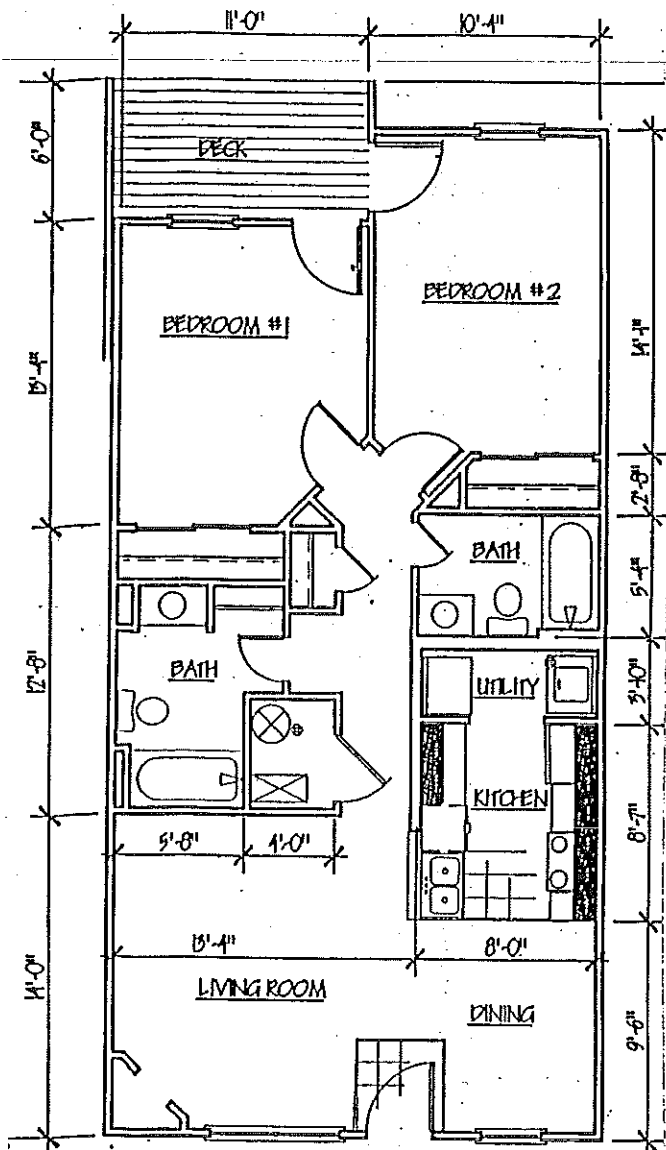 11'-0"
10'-4"
6'-0"
DECK
BEDROOM #1
BEDROOM #2
13'-4"
14'-1"
2'-8"
BATH
5'-4"
12'-8"
BATH
UTILITY
3'-10"
KITCHEN
8'-7"
5'-8"
4'-0"
13'-4"
8'-0"
14'-0"
LIVING ROOM
DINING
9'-6"